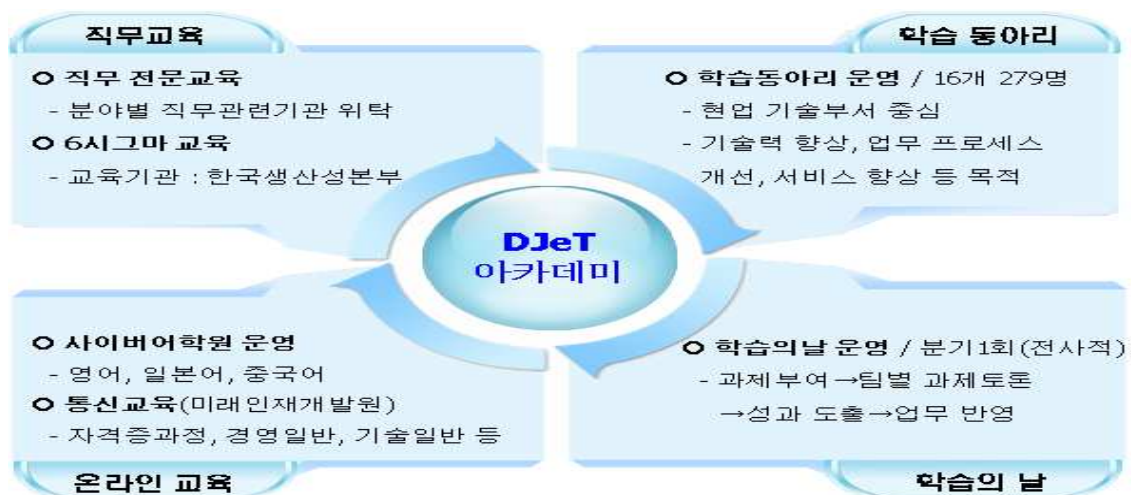 직무교육
○ 직무 전문교육
- 분야별 직무관련기관 위탁
○ 6시그마 교육
- 교육기관 : 한국생산성본부
학습 동아리
○ 학습동아리 운영 / 16개 279명
- 현업 기술부서 중심
- 기술력 향상, 업무 프로세스
개선, 서비스 향상 등 목적
DJeT
아카데미
○ 사이버어학원 운영
- 영어, 일본어, 중국어
○ 통신교육(미래인재개발원)
- 자격증과정, 경영일반, 기술일반 등
온라인 교육
○ 학습의날 운영 / 분기1회(전사적)
- 과제부여→팀별 과제토론
→성과 도출→업무 반영
학습의 날